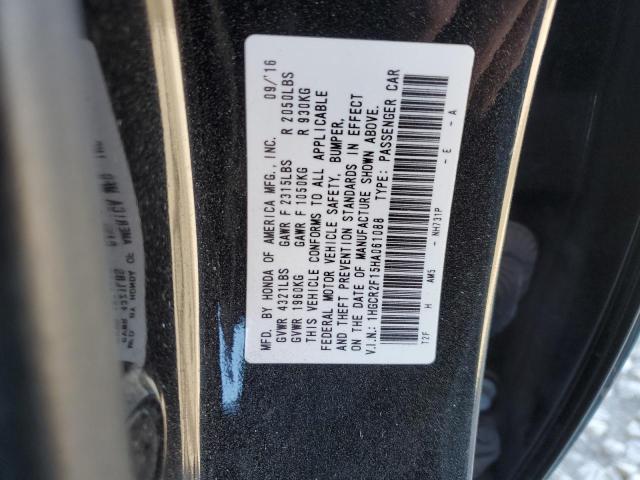 MFD. BY HONDA OF AMERICA MFG., INC. 09/'16
GVWR 4321LBS GAWR F 2315LBS R 2050LBS
GVWR 1960KG GAWR F 1050KG R 930KG
THIS VEHICLE CONFORMS TO ALL APPLICABLE
FEDERAL MOTOR VEHICLE SAFETY, BUMPER,
AND THEFT PREVENTION STANDARDS IN EFFECT
ON THE DATE OF MANUFACTURE SHOWN ABOVE.
V.I.N.: 1HGCR2F15HA061088 TYPE: PASSENGER CAR
T2F H AM5 - NH731P - E - A